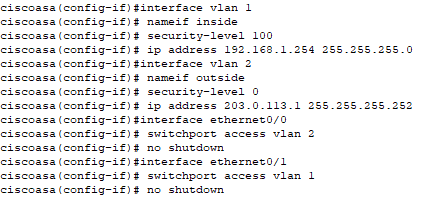 ciscoasa(config-if)#interface vlan 1
ciscoasa(config-if)# nameif inside
ciscoasa(config-if)# security-level 100
ciscoasa(config-if)# ip address 192.168.1.254 255.255.255.0
ciscoasa(config-if)#interface vlan 2
ciscoasa(config-if)# nameif outside
ciscoasa(config-if)# security-level 0
ciscoasa(config-if)# ip address 203.0.113.1 255.255.255.252
ciscoasa(config-if)#interface ethernet0/0
ciscoasa(config-if)# switchport access vlan 2
ciscoasa(config-if)# no shutdown
ciscoasa(config-if)#interface ethernet0/1
ciscoasa(config-if)# switchport access vlan 1
ciscoasa(config-if)# no shutdown